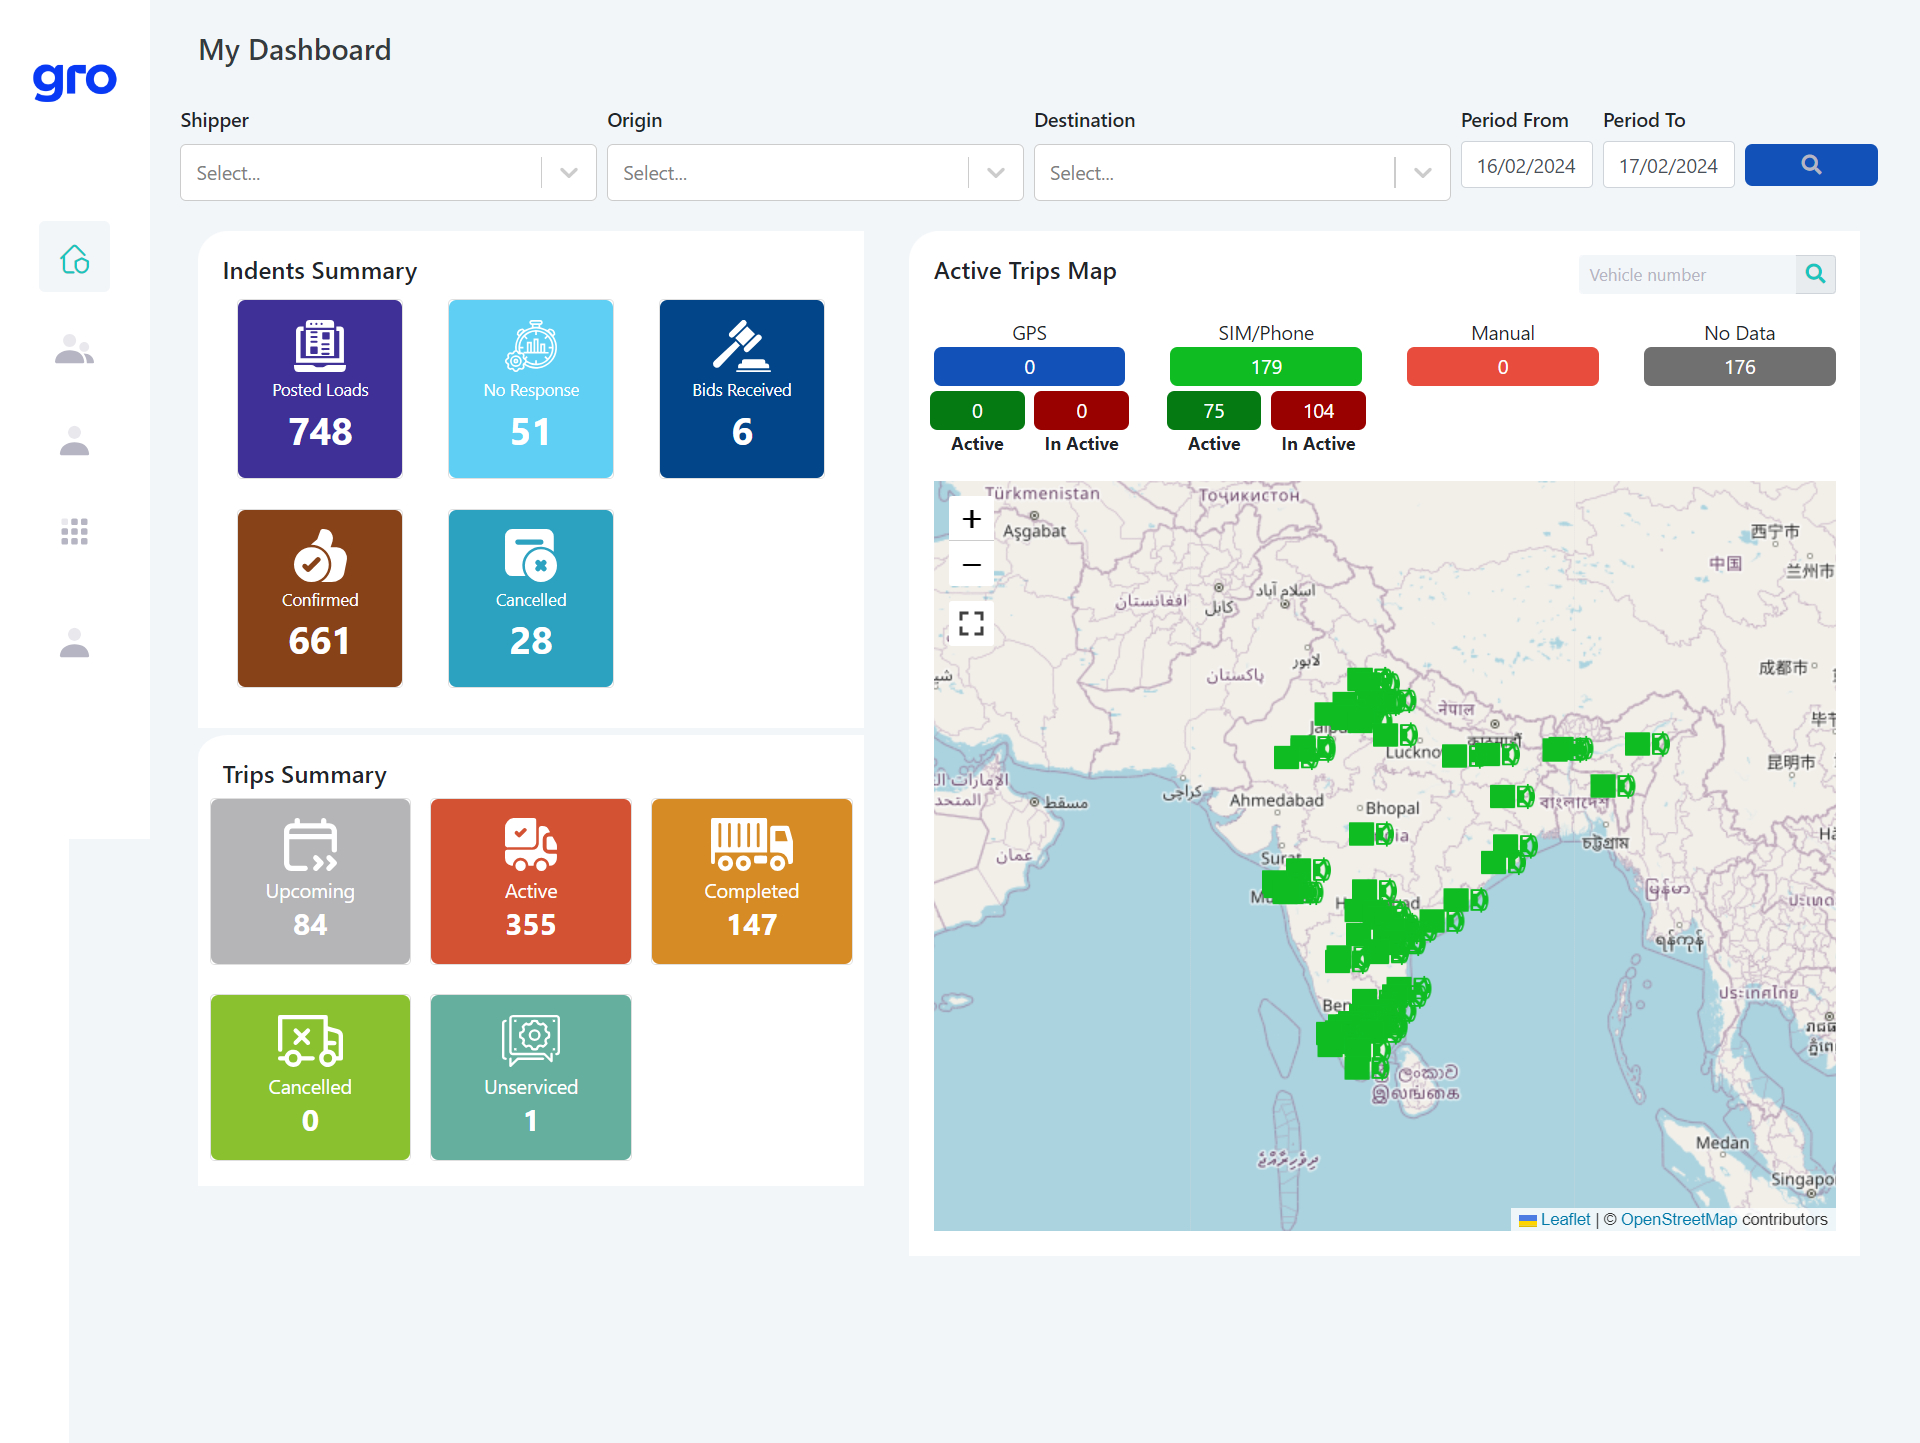 gro
My Dashboard
Shipper
Origin
Destination
Period From
Period To
Select...
Select...
Select...
16/02/2024
17/02/2024
Indents Summary
Posted Loads
748
No Response
51
Bids Received
6
Confirmed
661
Cancelled
28
Trips Summary
Upcoming
84
Active
355
Completed
147
Cancelled
0
Unserviced
1
Active Trips Map
Vehicle number
GPS
SIM/Phone
Manual
No Data
0
179
0
176
0
0
75
104
Active
In Active
Active
In Active
+
−
Türkmenistan
Тоҷикистон
Aşgabat
西宁市
中国
兰州市
افغانستان
کابل
اسلام آباد
لاہور
پاکستان
成都市
नेपाल
昆明市
Lucknow
کراچی
مسقط
الإمارات
المتحد
عمان
Ahmedabad
Bhopal
বাংলাদেশ
চট্টগ্রাম
Surat
မြန်မာ
ရန်ကုန်
ประเทศไทย
Ben
ලංකාව
இலங்கை
ދިވެހިރާއްޖެ
Medan
Singapo
Leaflet | © OpenStreetMap contributors